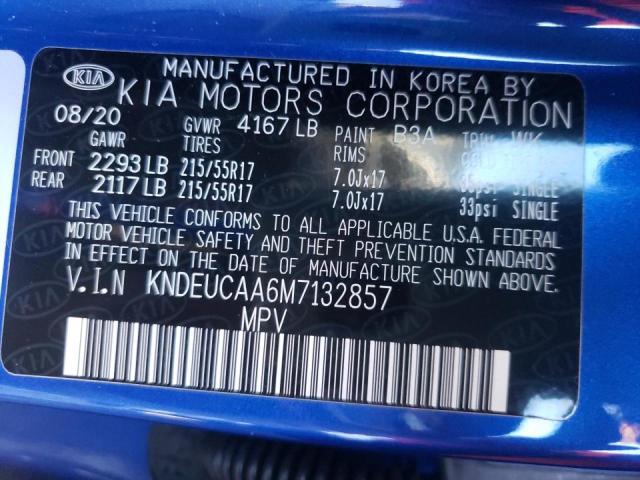 KIA MANUFACTURED IN KOREA BY
KIA MOTORS CORPORATION
08/20 GVWR 4167 LB PAINT B3A TRIM WK
GAWR TIRES RIMS
FRONT 2293 LB 215/55R17 7.0Jx17 SINGLE
REAR 2117 LB 215/55R17 7.0Jx17 33psi SINGLE
THIS VEHICLE CONFORMS TO ALL APPLICABLE U.S.A. FEDERAL
MOTOR VEHICLE SAFETY AND THEFT PREVENTION STANDARDS
IN EFFECT ON THE DATE OF MANUFACTURE SHOWN ABOVE.
V.I.N KNDEUCAA6M7132857
MPV